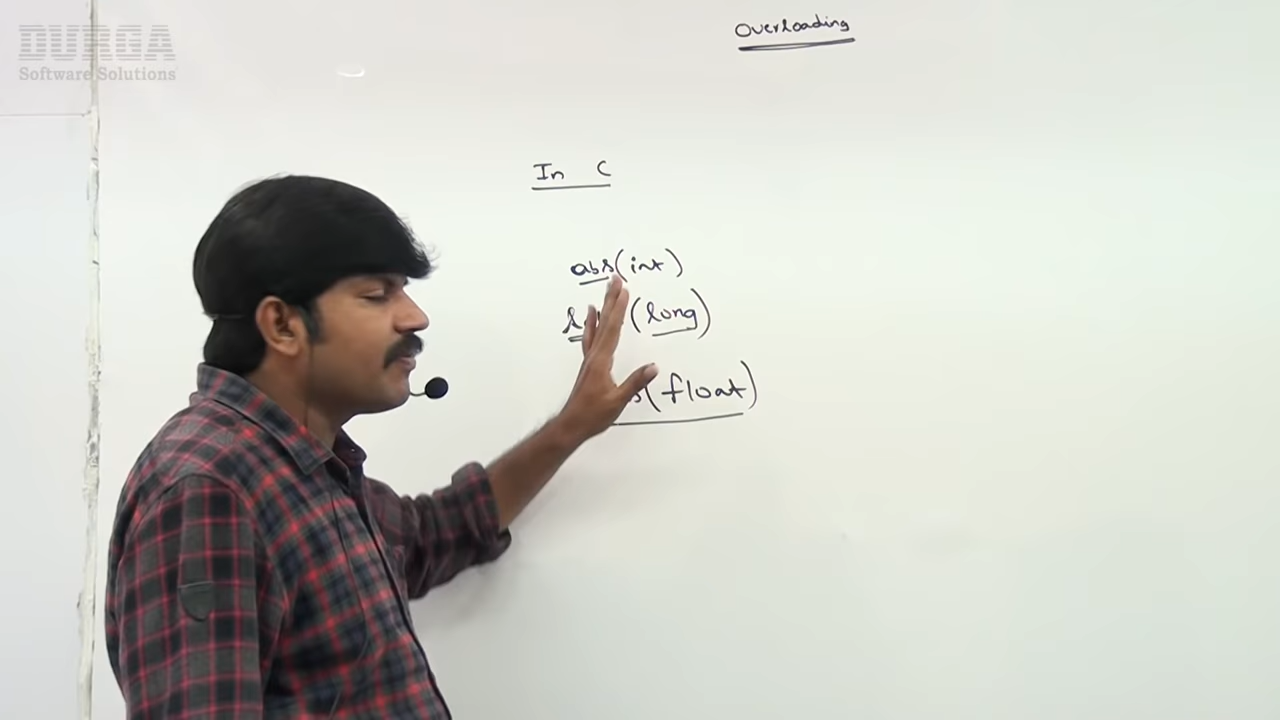 DURGA
Software Solutions
Overloading
In C
abs(int)
(long)
(float)